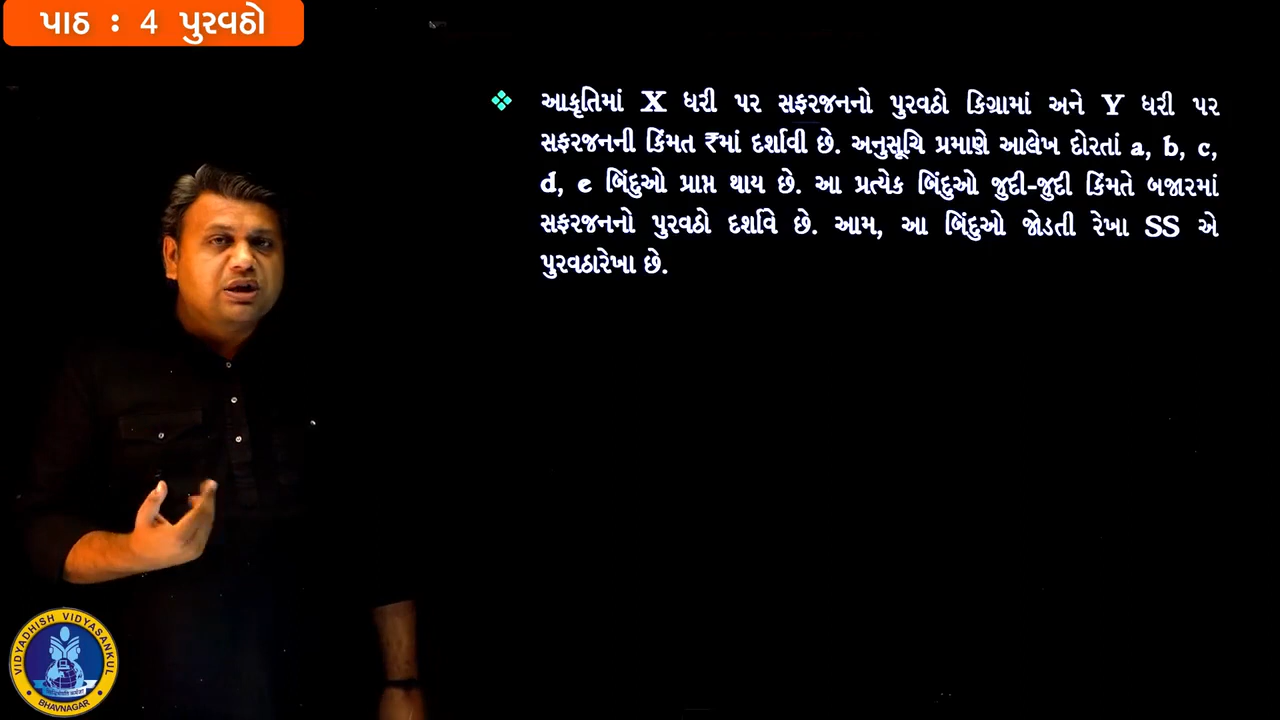 પાઠ : 4 પુરવઠો
❖ આકૃતિમાં X ધરી પર સફરજનનો પુરવઠો કિગ્રામાં અને Y ધરી પર
સફરજનની કિંમત ₹માં દર્શાવી છે. અનુસૂચિ પ્રમાણે આલેખ દોરતાં a, b, c,
d, e બિંદુઓ પ્રાપ્ત થાય છે. આ પ્રત્યેક બિંદુઓ જુદી-જુદી કિંમતે બજારમાં
સફરજનનો પુરવઠો દર્શાવે છે. આમ, આ બિંદુઓ જોડતી રેખા SS એ
પુરવઠારેખા છે.
VIDYADHISH VIDYASANKUL
BHAVNAGAR